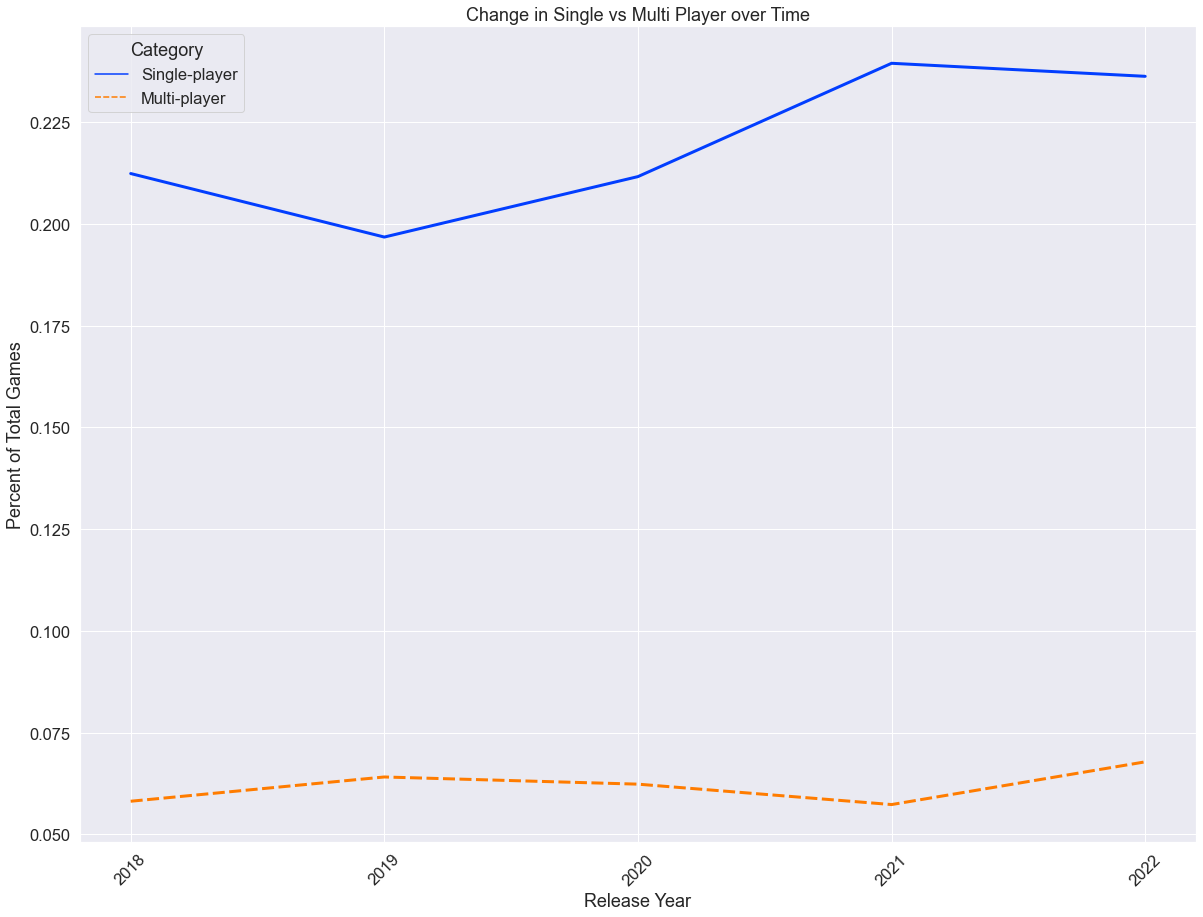 Change in Single vs Multi Player over Time
Category
Single-player
Multi-player
0.225
0.200
0.175
0.150
0.125
0.100
0.075
0.050
Percent of Total Games
2018
2019
2020
2021
2022
Release Year